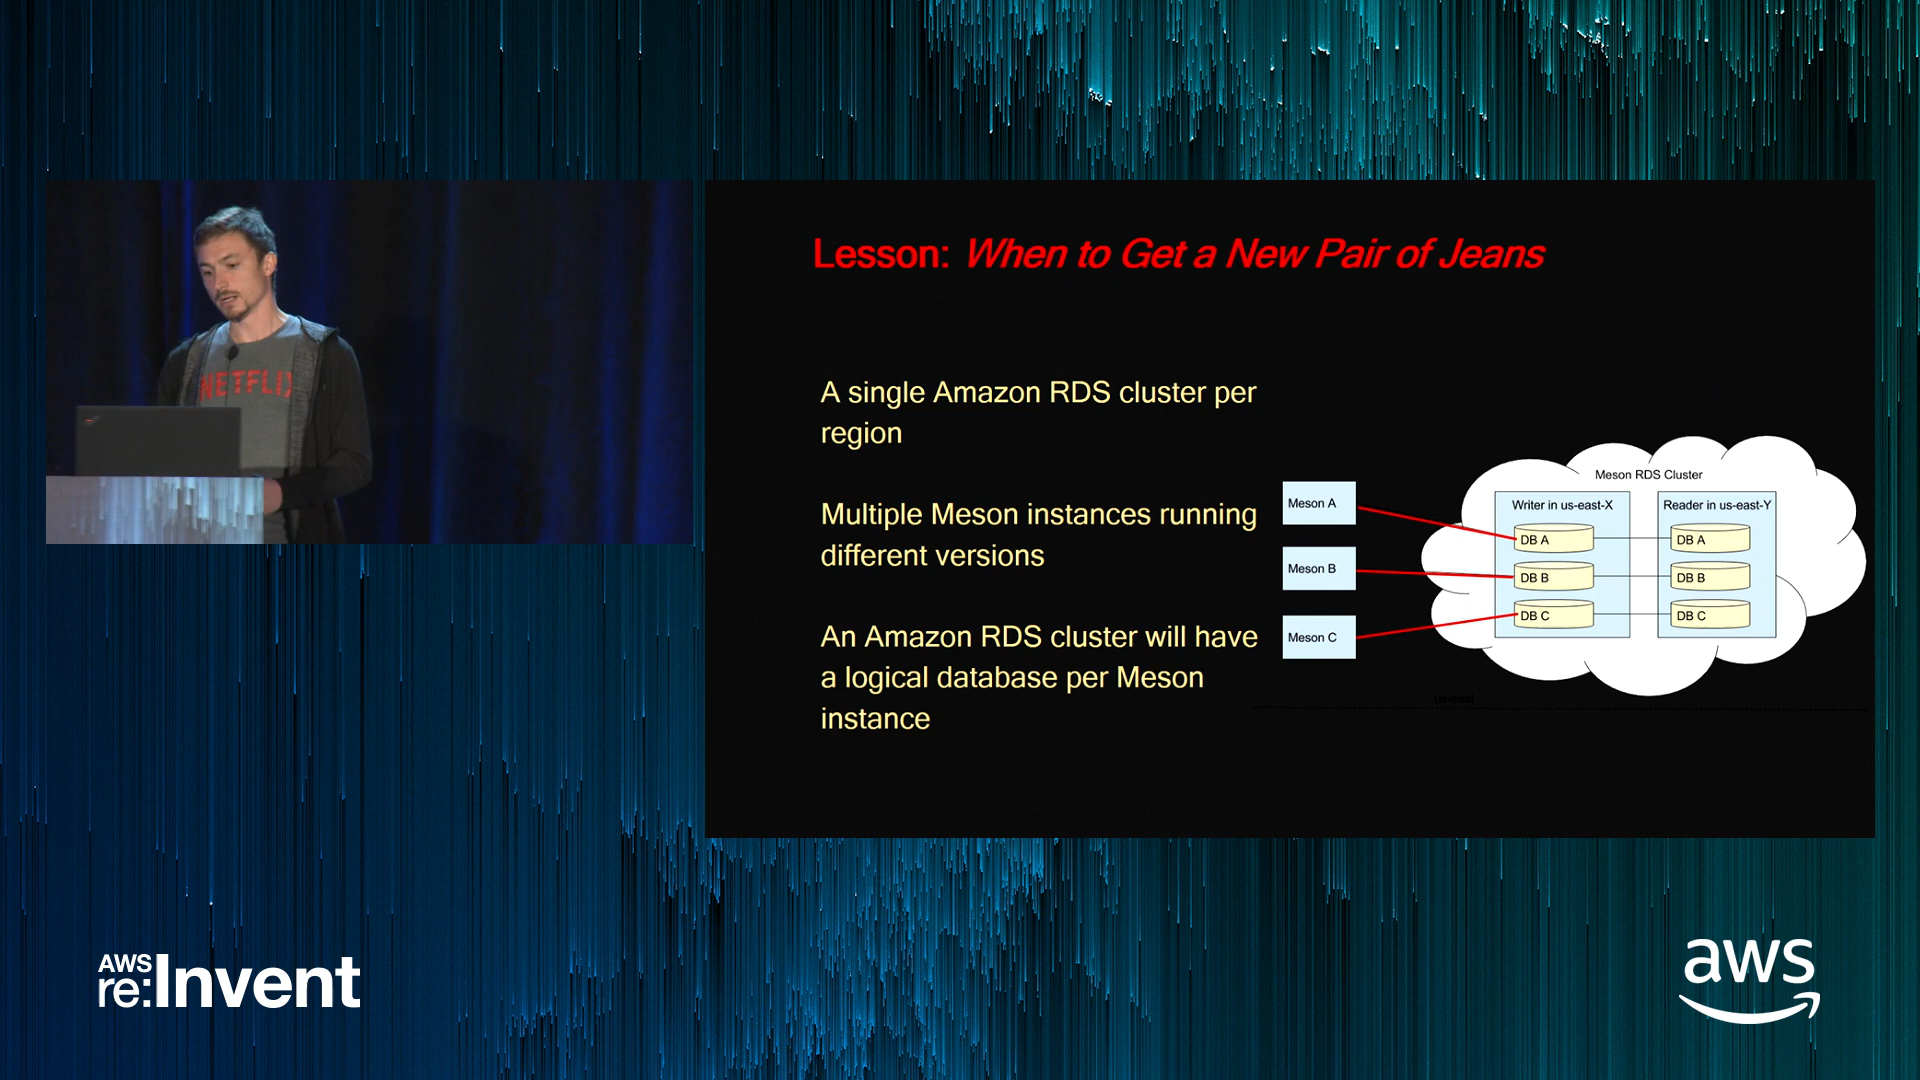 NETFLIX
Lesson: When to Get a New Pair of Jeans
A single Amazon RDS cluster per
region
Multiple Meson instances running
different versions
An Amazon RDS cluster will have
a logical database per Meson
instance
Meson A
Meson B
Meson C
Meson RDS Cluster
Writer in us-east-X
Reader in us-east-Y
DB A
DB A
DB B
DB B
DB C
DB C
us-east
AWS
re:Invent
aws